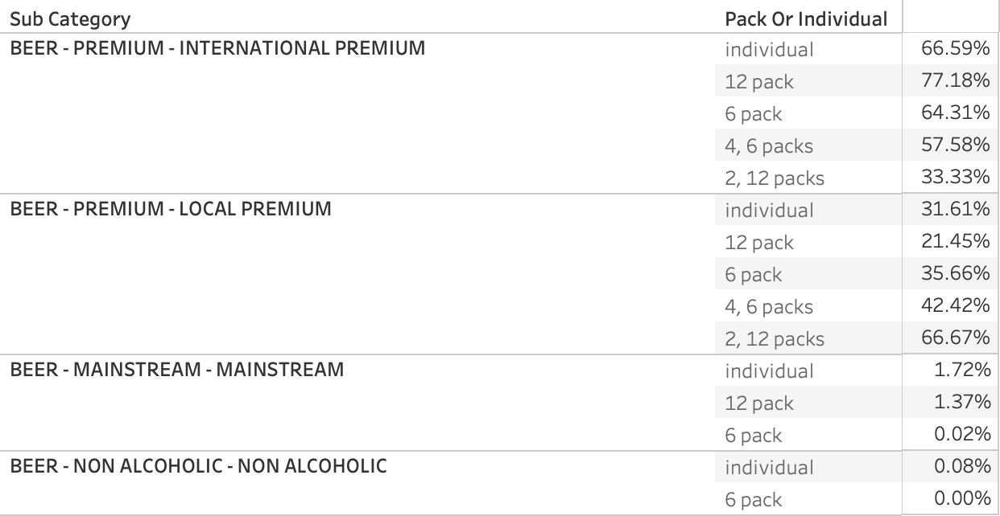 Sub Category Pack Or Individual
BEER - PREMIUM - INTERNATIONAL PREMIUM individual 66.59%
12 pack 77.18%
6 pack 64.31%
4, 6 packs 57.58%
2, 12 packs 33.33%
BEER - PREMIUM - LOCAL PREMIUM individual 31.61%
12 pack 21.45%
6 pack 35.66%
4, 6 packs 42.42%
2, 12 packs 66.67%
BEER - MAINSTREAM - MAINSTREAM individual 1.72%
12 pack 1.37%
6 pack 0.02%
BEER - NON ALCOHOLIC - NON ALCOHOLIC individual 0.08%
6 pack 0.00%